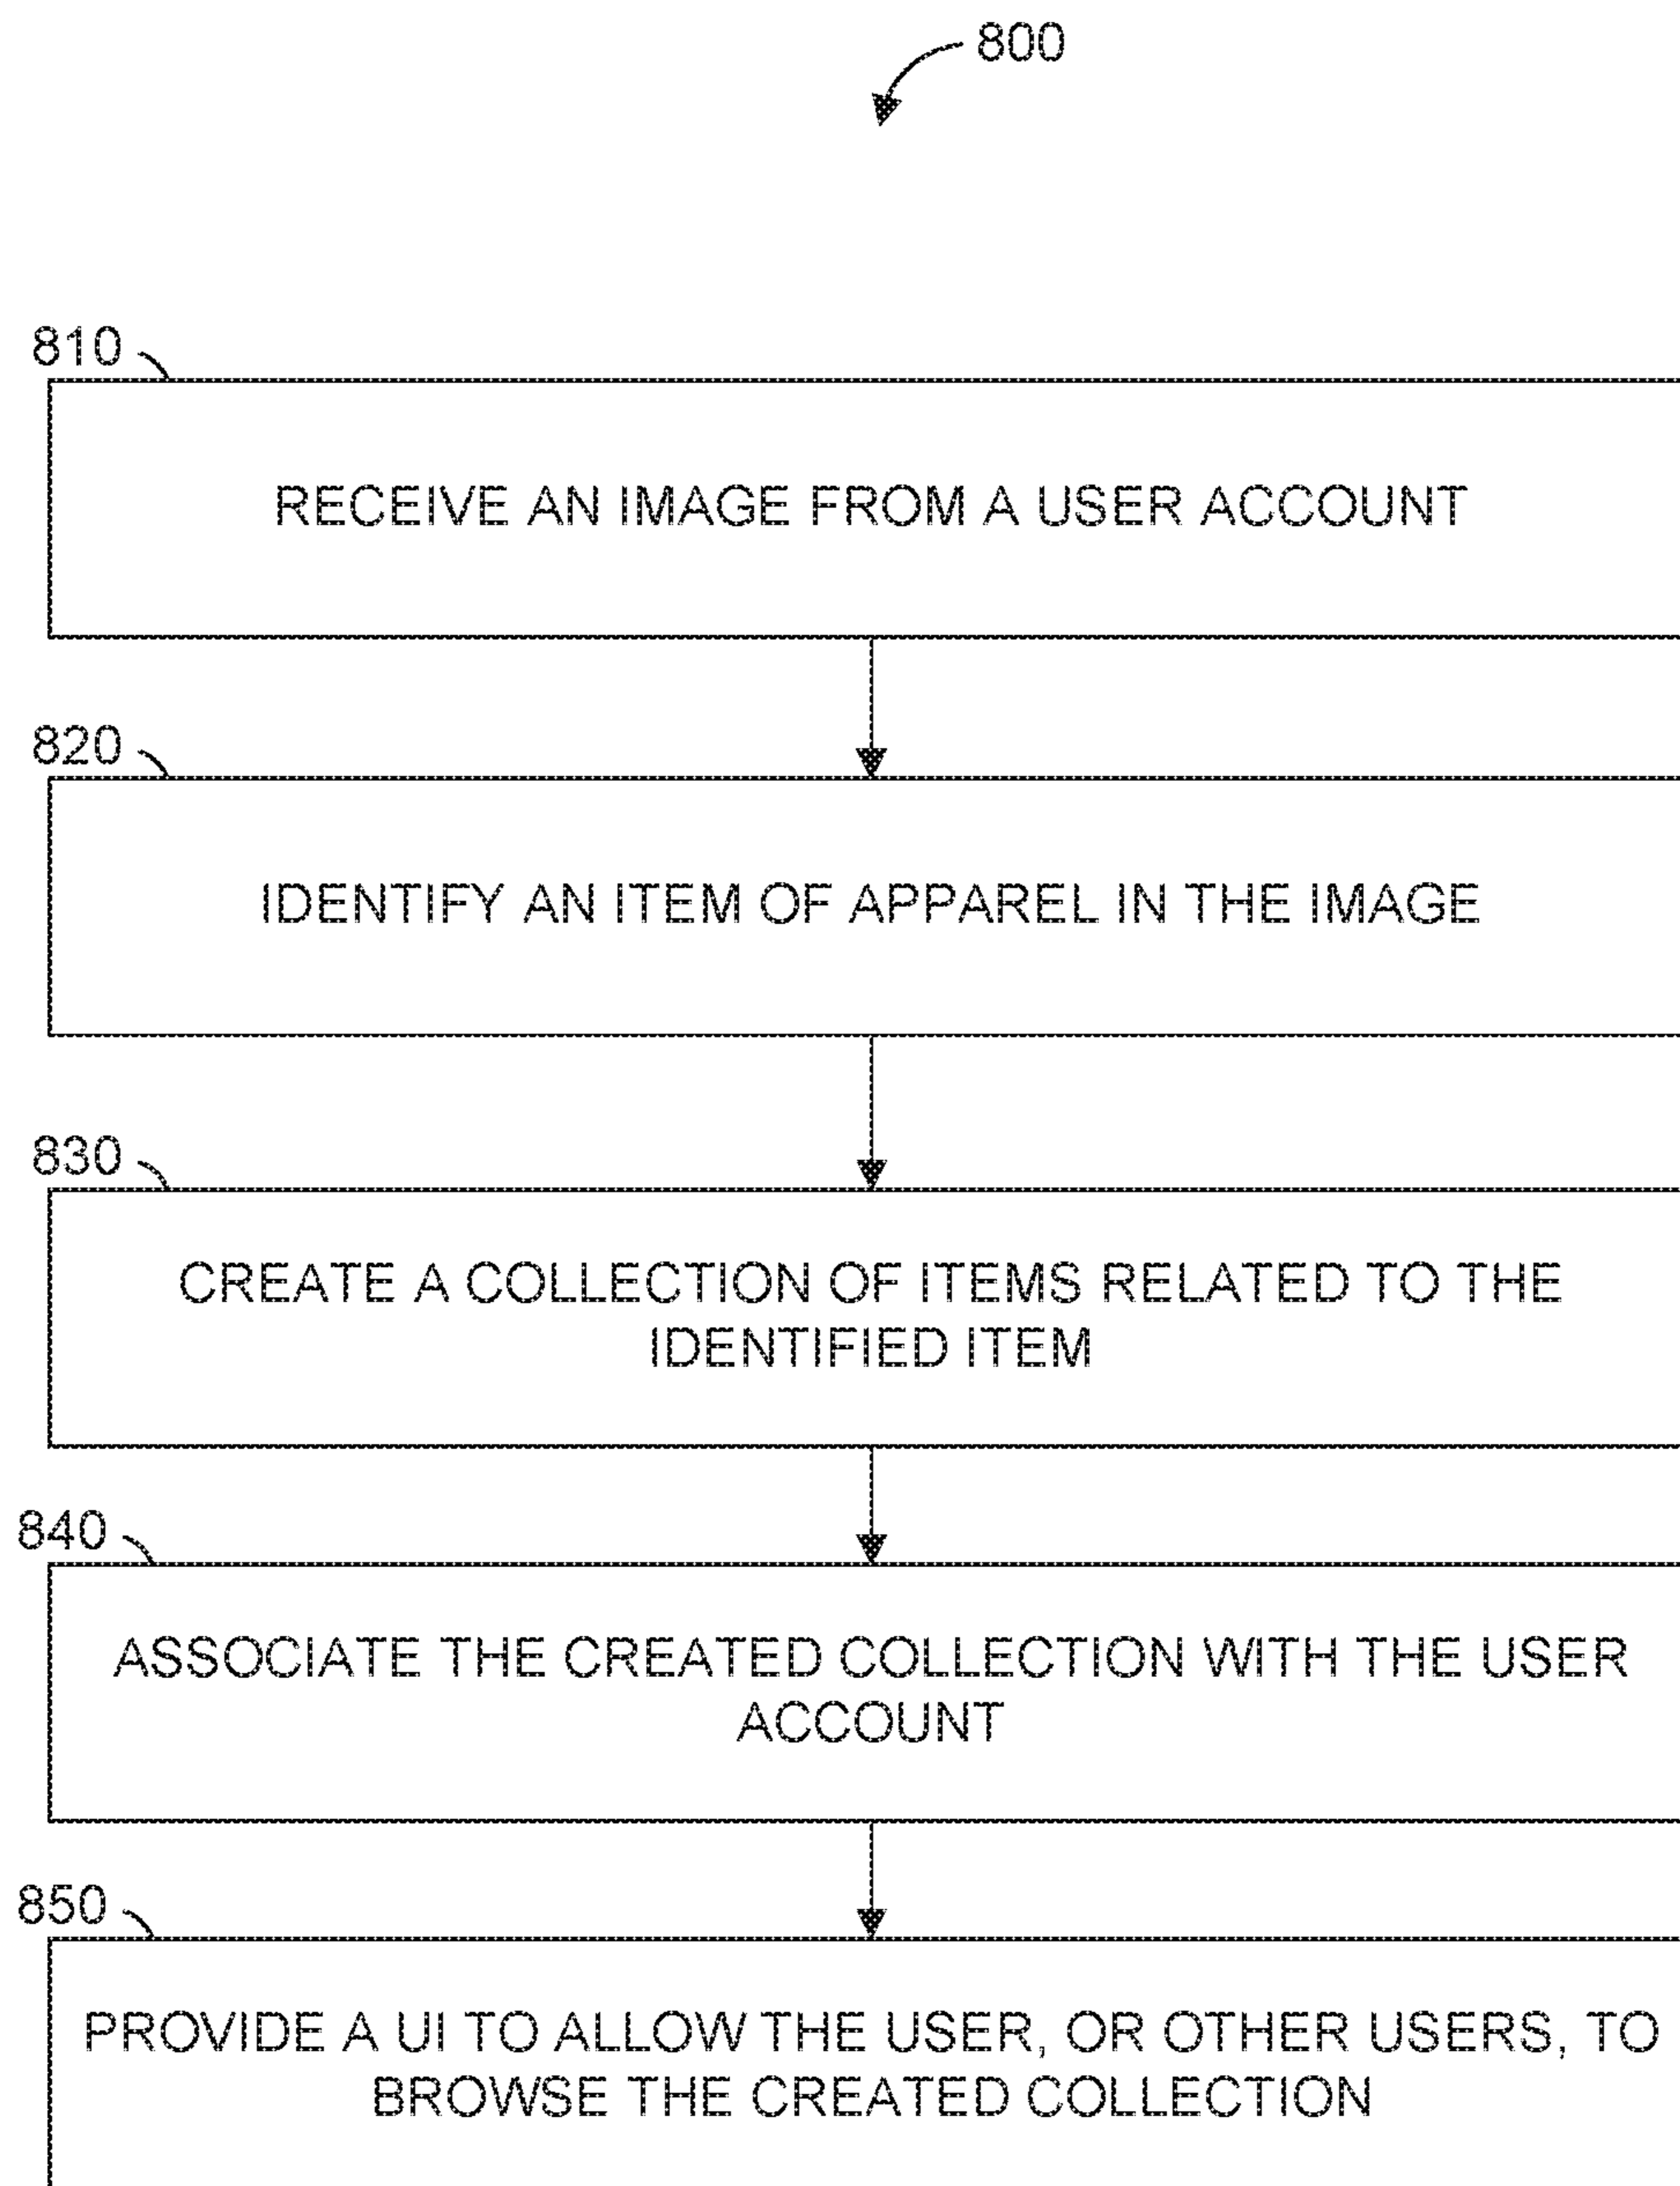 800
810
RECEIVE AN IMAGE FROM A USER ACCOUNT
820
IDENTIFY AN ITEM OF APPAREL IN THE IMAGE
830
CREATE A COLLECTION OF ITEMS RELATED TO THE
IDENTIFIED ITEM
840
ASSOCIATE THE CREATED COLLECTION WITH THE USER
ACCOUNT
850
PROVIDE A UI TO ALLOW THE USER, OR OTHER USERS, TO
BROWSE THE CREATED COLLECTION